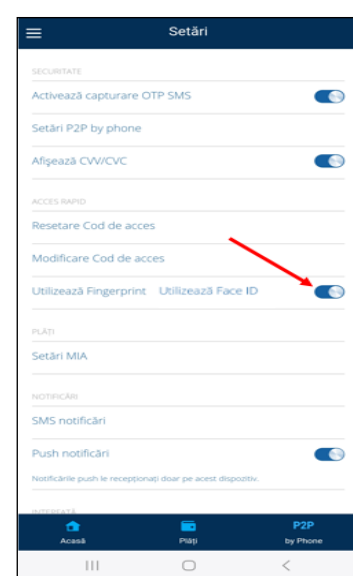 Setări
SECURITATE
Activează capturare OTP SMS
Setări P2P by phone
Afișează CVV/CVC
ACCES RAPID
Resetare Cod de acces
Modificare Cod de acces
Utilizează Fingerprint Utilizează Face ID
PLĂȚI
Setări MIA
NOTIFICĂRI
SMS notificări
Push notificări
Notificările push le recepționați doar pe acest dispozitiv.
INTERFAȚĂ
P2P
Acasă Plăți by Phone